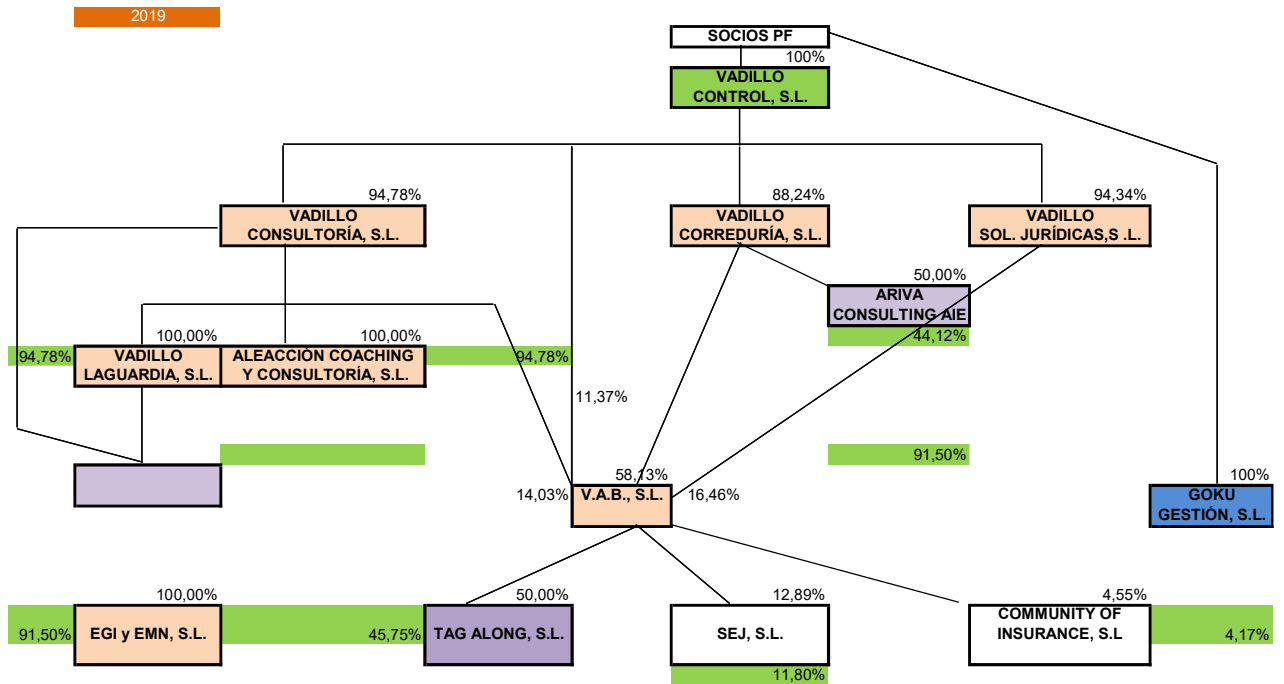 2019
SOCIOS PF
100%
VADILLO
CONTROL, S.L.
94,78%
VADILLO
CONSULTORÍA, S.L.
88,24%
VADILLO
CORREDURÍA, S.L.
94,34%
VADILLO
SOL. JURÍDICAS,S .L.
50,00%
ARIVA
CONSULTING AIE
44,12%
100,00%
94,78%
VADILLO
LAGUARDIA, S.L.
100,00%
ALEACCIÓN COACHING
Y CONSULTORÍA, S.L.
94,78%
11,37%
91,50%
58,13%
14,03%
V.A.B., S.L.
16,46%
100%
GOKU
GESTIÓN, S.L.
100,00%
91,50%
EGI y EMN, S.L.
50,00%
45,75%
TAG ALONG, S.L.
12,89%
SEJ, S.L.
11,80%
4,55%
COMMUNITY OF
INSURANCE, S.L
4,17%